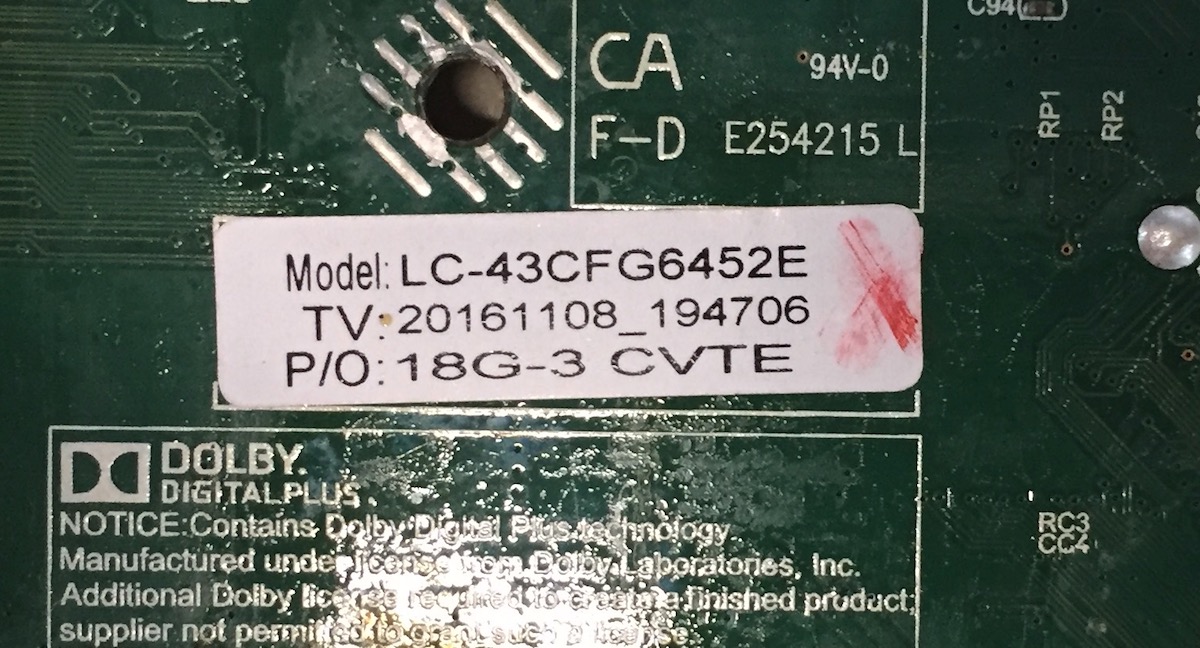 C94
CA
94V-0
F-D E254215 L
RP1
RP2
Model: LC-43CFG6452E
TV: 20161108_194706
P/O: 18G-3 CVTE
DOLBY.
DIGITAL PLUS
NOTICE:Contains Dolby Digital Plus technology.
Manufactured under license from Dolby Laboratories, Inc.
Additional Dolby license required to create a finished product;
supplier not permitted to grant such a license.
RC3
CC4